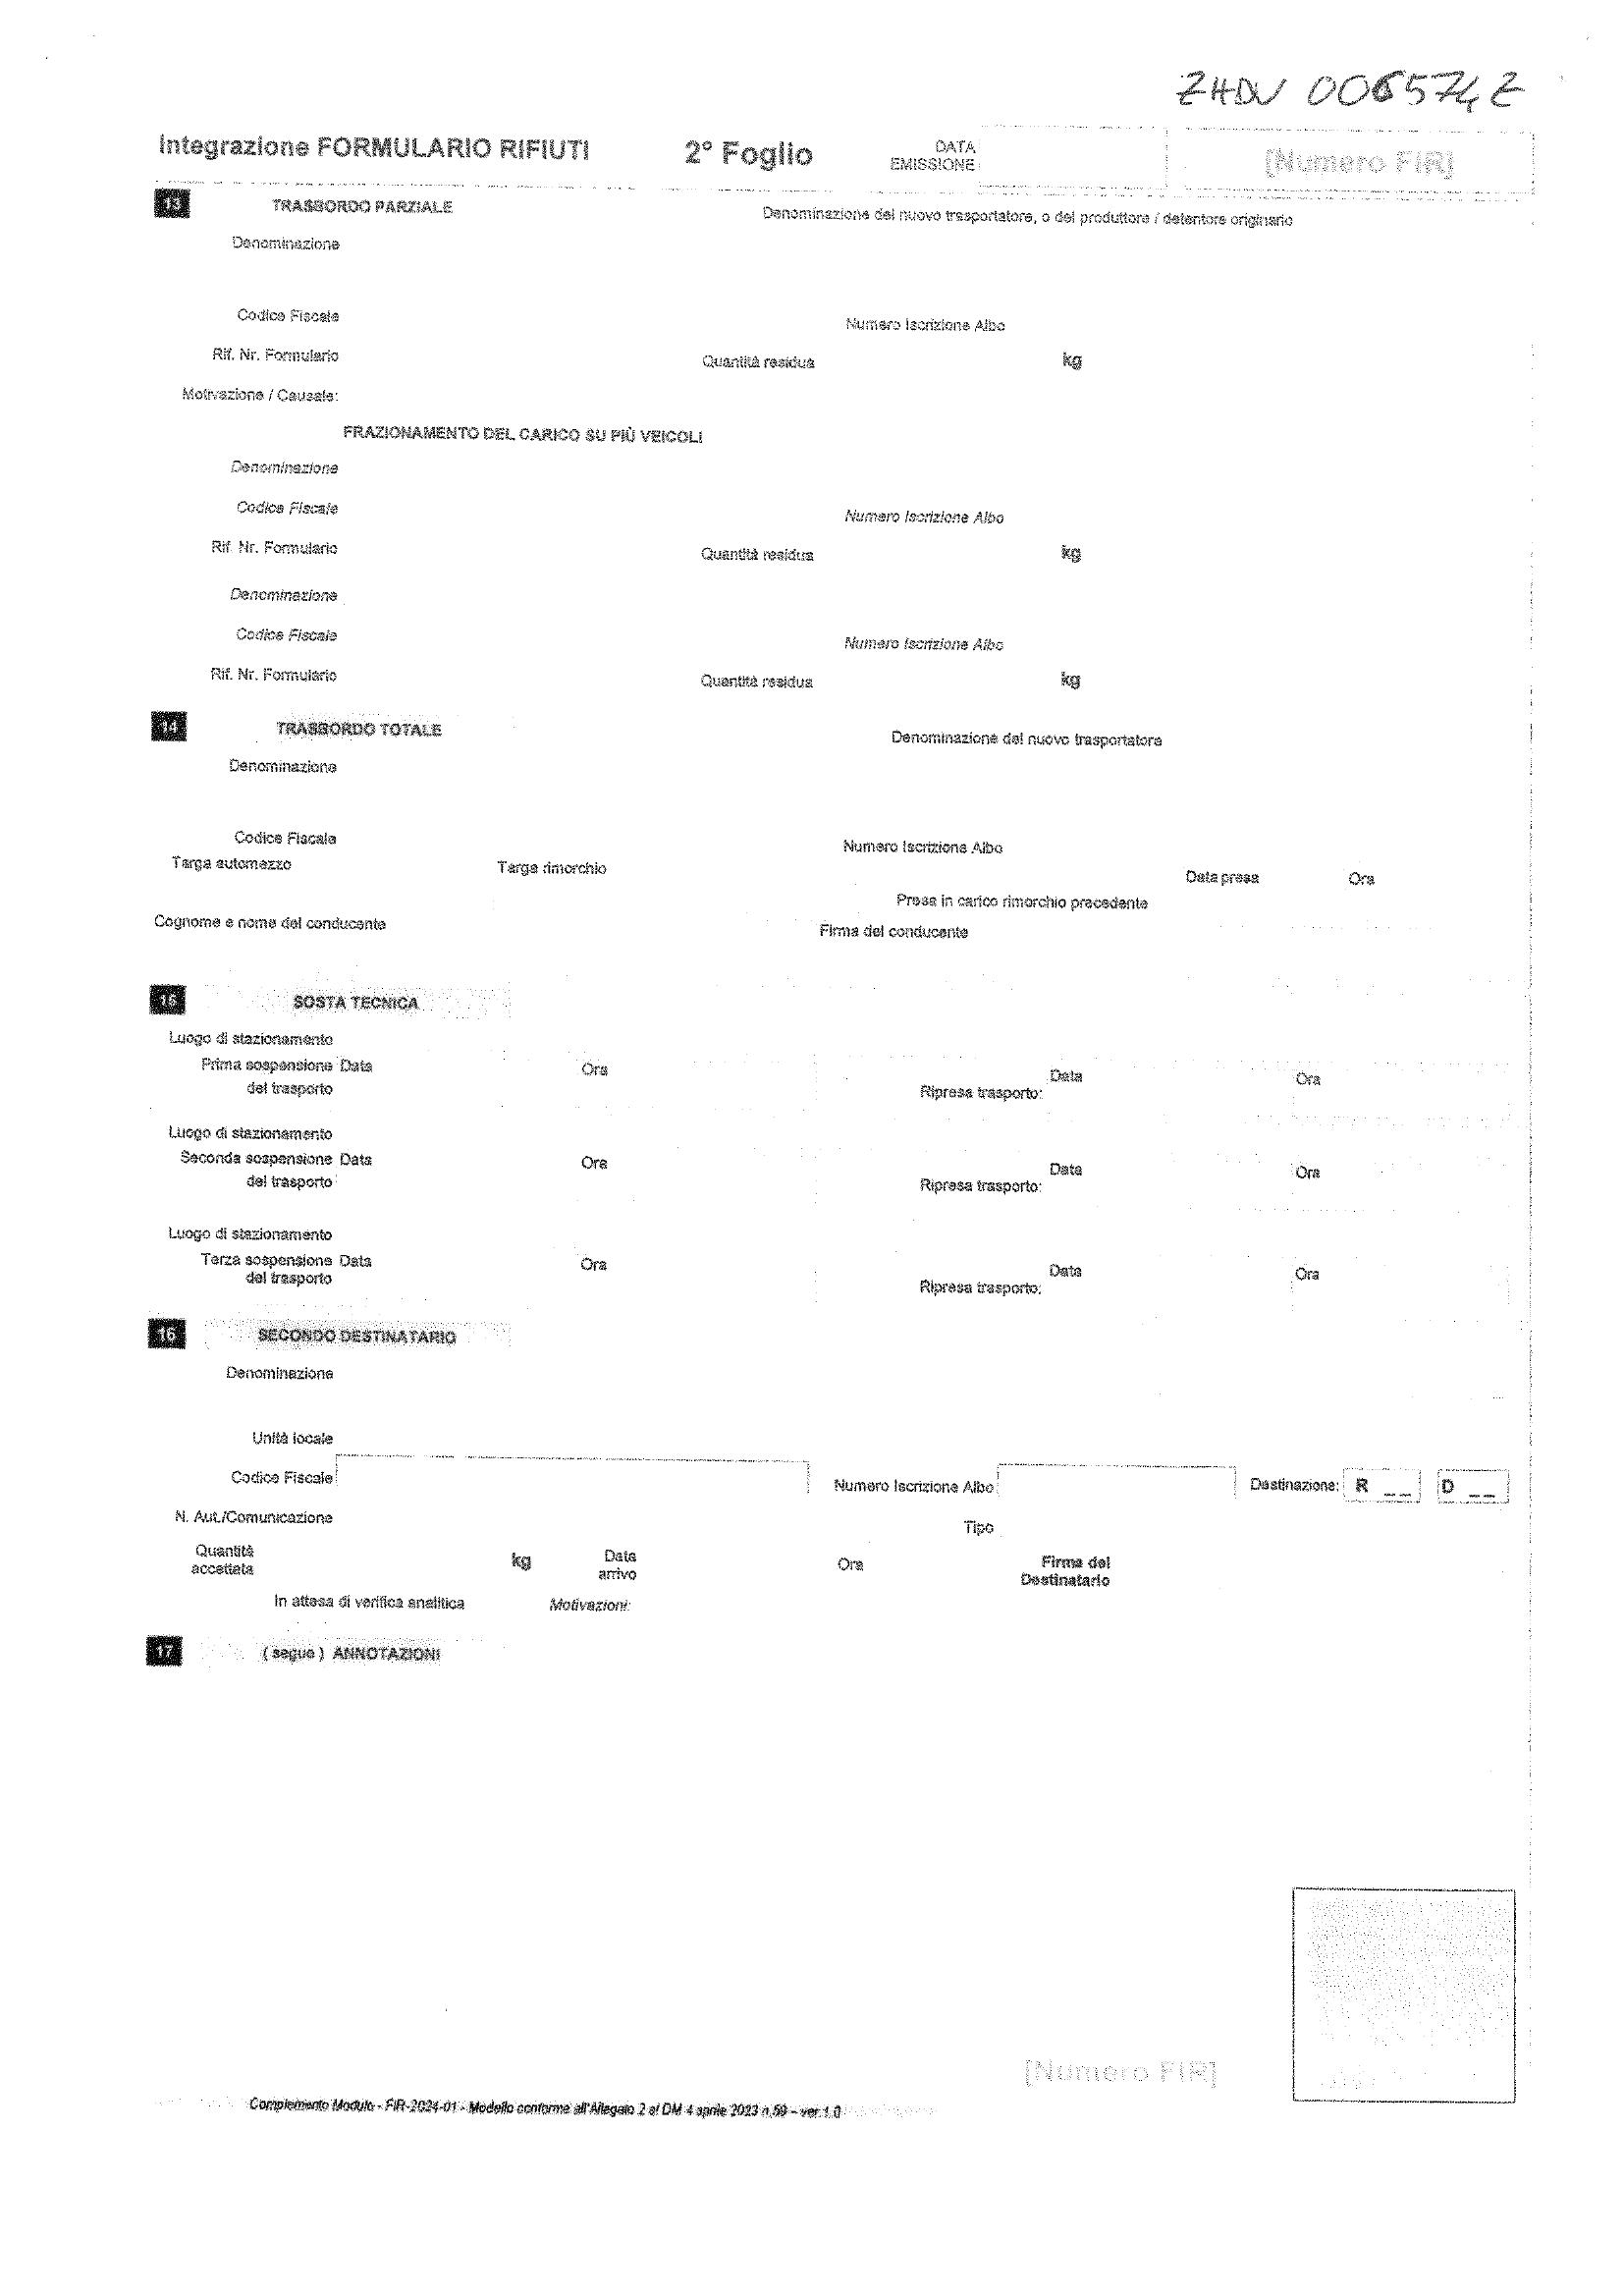 ZHDV 006574Z
Integrazione FORMULARIO RIFIUTI 2° Foglio DATA EMISSIONE [Numero FIR]
13 TRASBORDO PARZIALE Denominazione del nuovo trasportatore, o del produttore / detentore originario
Denominazione
Codice Fiscale Numero Iscrizione Albo
Rif. Nr. Formulario Quantità residua kg
Motivazione / Causale:
FRAZIONAMENTO DEL CARICO SU PIÙ VEICOLI
Denominazione
Codice Fiscale Numero Iscrizione Albo
Rif. Nr. Formulario Quantità residua kg
Denominazione
Codice Fiscale Numero Iscrizione Albo
Rif. Nr. Formulario Quantità residua kg
14 TRASBORDO TOTALE Denominazione del nuovo trasportatore
Denominazione
Codice Fiscale Numero Iscrizione Albo
Targa automezzo Targa rimorchio Data presa Ora
Presa in carico rimorchio precedente
Cognome e nome del conducente Firma del conducente
15 SOSTA TECNICA
Luogo di stazionamento
Prima sospensione del trasporto Data Ora Ripresa trasporto: Data Ora
Luogo di stazionamento
Seconda sospensione del trasporto Data Ora Ripresa trasporto: Data Ora
Luogo di stazionamento
Terza sospensione del trasporto Data Ora Ripresa trasporto: Data Ora
16 SECONDO DESTINATARIO
Denominazione
Unità locale
Codice Fiscale Numero Iscrizione Albo Destinazione: R _ _ D _ _
N. Aut./Comunicazione Tipo
Quantità accettata kg Data arrivo Ora Firma del Destinatario
In attesa di verifica analitica Motivazioni:
17 ( segue ) ANNOTAZIONI
[Numero FIR]
Complemento Modulo - FIR-2024-01 - Modello conforme all'Allegato 2 al DM 4 aprile 2023 n.59 – ver.1.0